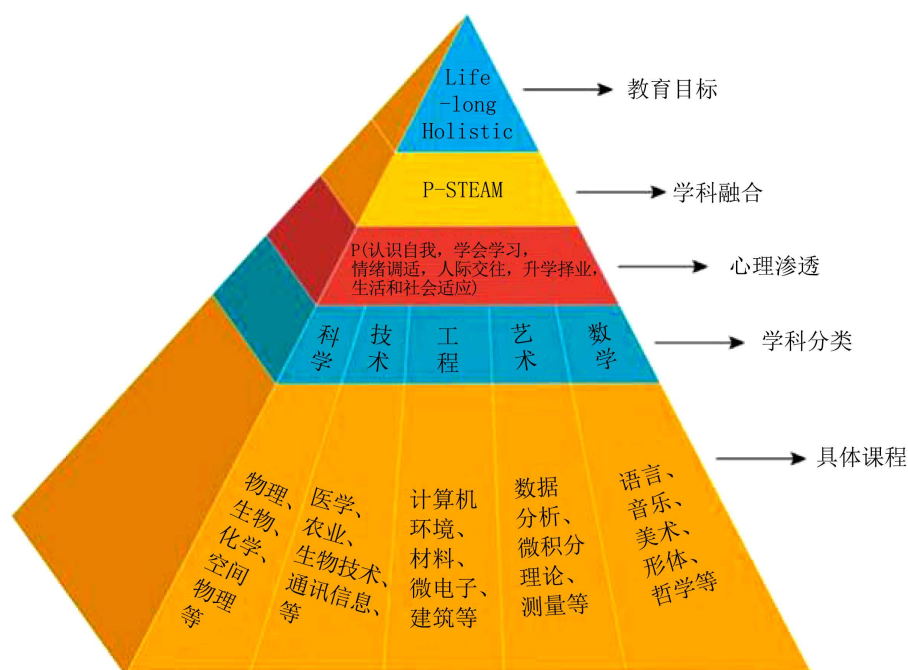 Life
-long
Holistic
教育目标
P-STEAM
学科融合
P(认识自我，学会学习，
情绪调适，人际交往，升学择业，
生活和社会适应)
心理渗透
科学
技术
工程
艺术
数学
学科分类
具体课程
物理、
生物、
化学、
空间
物理
等
医学、
农业、
生物技术、
通讯信息、
等
计算机
环境、
材料、
微电子、
建筑等
数据
分析、
微积分
理论、
测量等
语言、
音乐、
美术、
形体、
哲学等